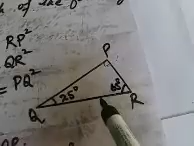 of the
RP²
QR²
= PQ²
P
25°
65°
Q
R